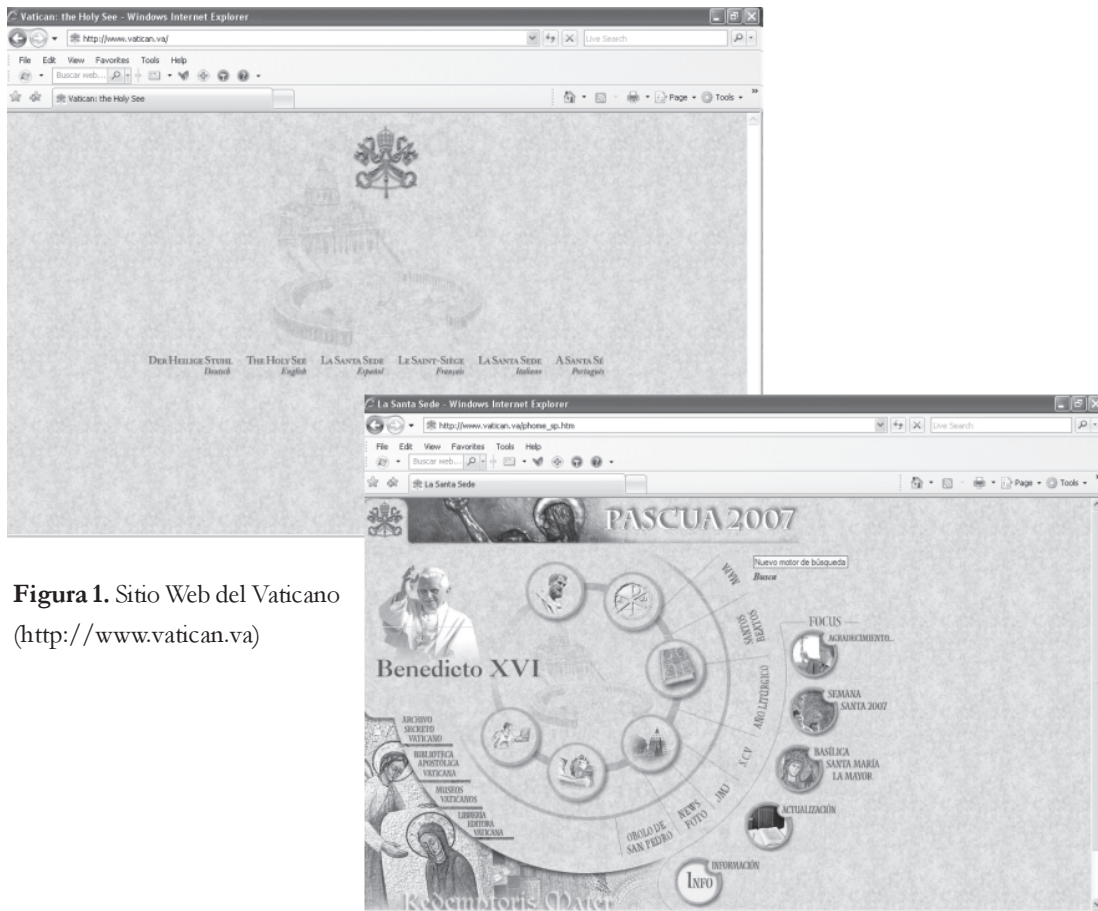 Vatican: the Holy See - Windows Internet Explorer
http://www.vatican.va/
Live Search
File Edit View Favorites Tools Help
Buscar web...
Vatican: the Holy See
Page Tools
DER HEILIGE STUHL THE HOLY SEE LA SANTA SEDE LE SAINT-SIÈGE LA SANTA SEDE A SANTA SÉ
Deutsch English Español Français Italiano Português
La Santa Sede - Windows Internet Explorer
http://www.vatican.va/phome_sp.htm
Live Search
File Edit View Favorites Tools Help
Buscar web...
La Santa Sede
Page Tools
PASCUA 2007
Nuevo motor de búsqueda
Busca
MAPA
BEATOS
SANTOS
AÑO LITÚRGICO
S.C.V
JMJ
NEWS
FOTO
OBOLO DE
SAN PEDRO
FOCUS
AGRADECIMIENTO...
SEMANA
SANTA 2007
BASÍLICA
SANTA MARÍA
LA MAYOR
ACTUALIZACIÓN
INFORMACIÓN
INFO
Benedicto XVI
ARCHIVO
SECRETO
VATICANO
BIBLIOTECA
APOSTÓLICA
VATICANA
MUSEOS
VATICANOS
LIBRERÍA
EDITORA
VATICANA
Redemptoris Mater
Figura 1. Sitio Web del Vaticano
(http://www.vatican.va)